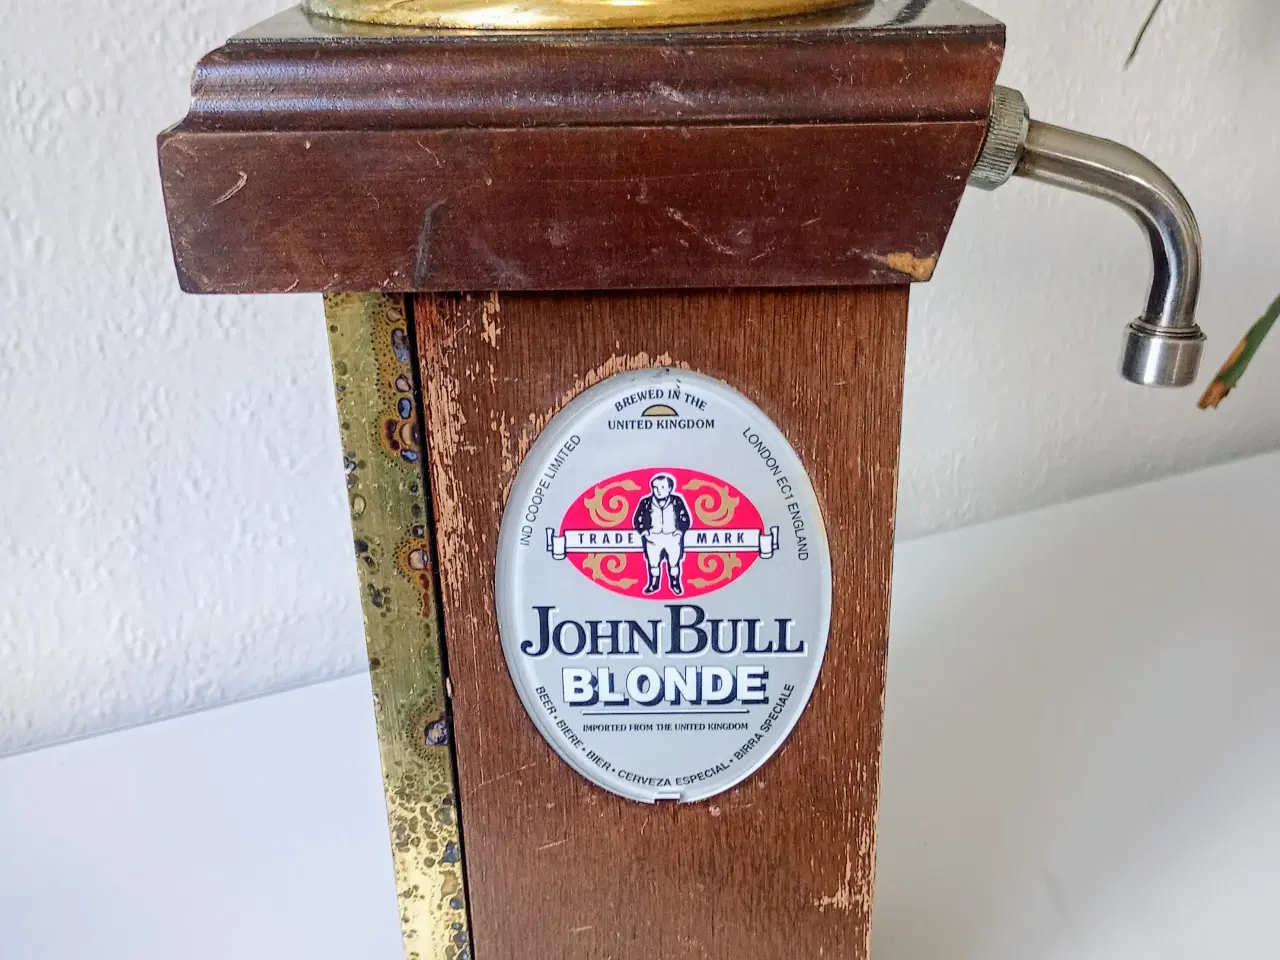 BREWED IN THE
UNITED KINGDOM
IND COOPE LIMITED
LONDON EC1 ENGLAND
TRADE MARK
JOHN BULL
BLONDE
IMPORTED FROM THE UNITED KINGDOM
BEER • BIERE • BIER • CERVEZA ESPECIAL • BIRRA SPECIALE